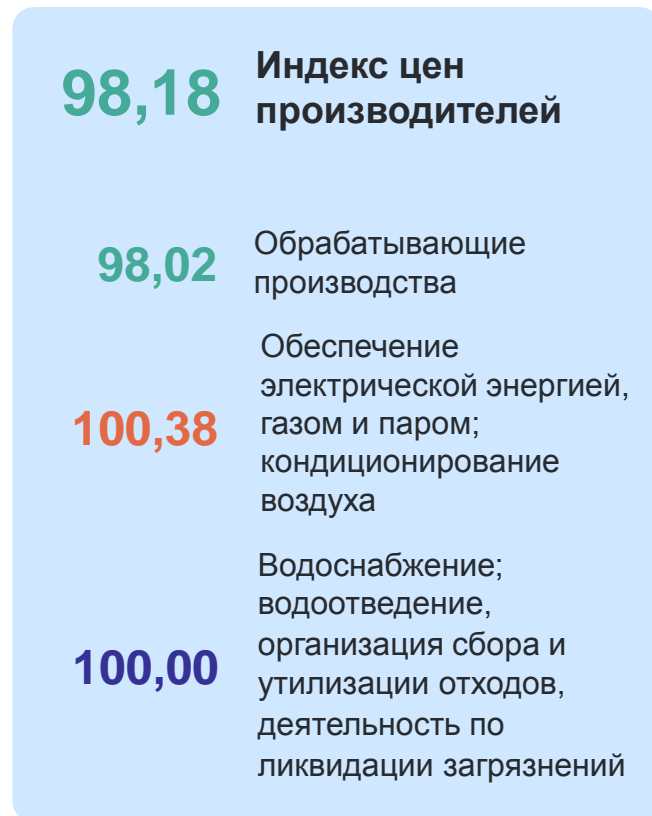 98,18
Индекс цен
производителей
98,02
Обрабатывающие
производства
100,38
Обеспечение
электрической энергией,
газом и паром;
кондиционирование
воздуха
100,00
Водоснабжение;
водоотведение,
организация сбора и
утилизации отходов,
деятельность по
ликвидации загрязнений